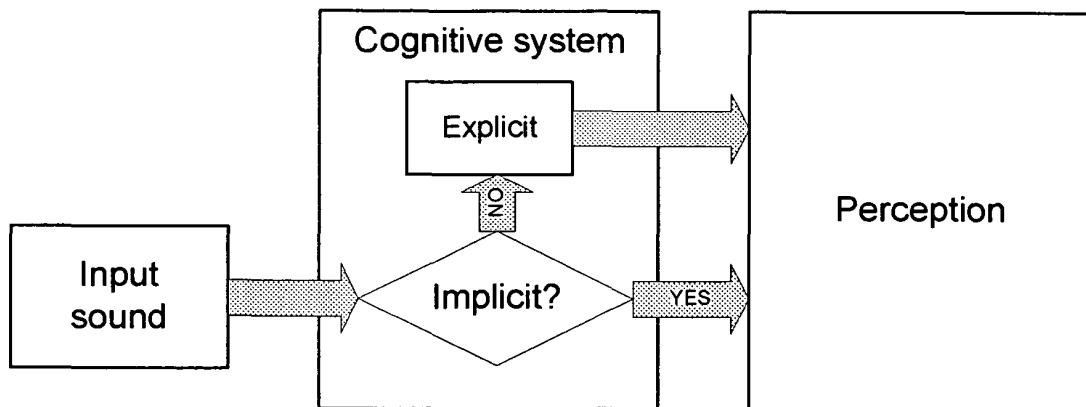 Cognitive system
Explicit
NO
Input
sound
Implicit?
YES
Perception